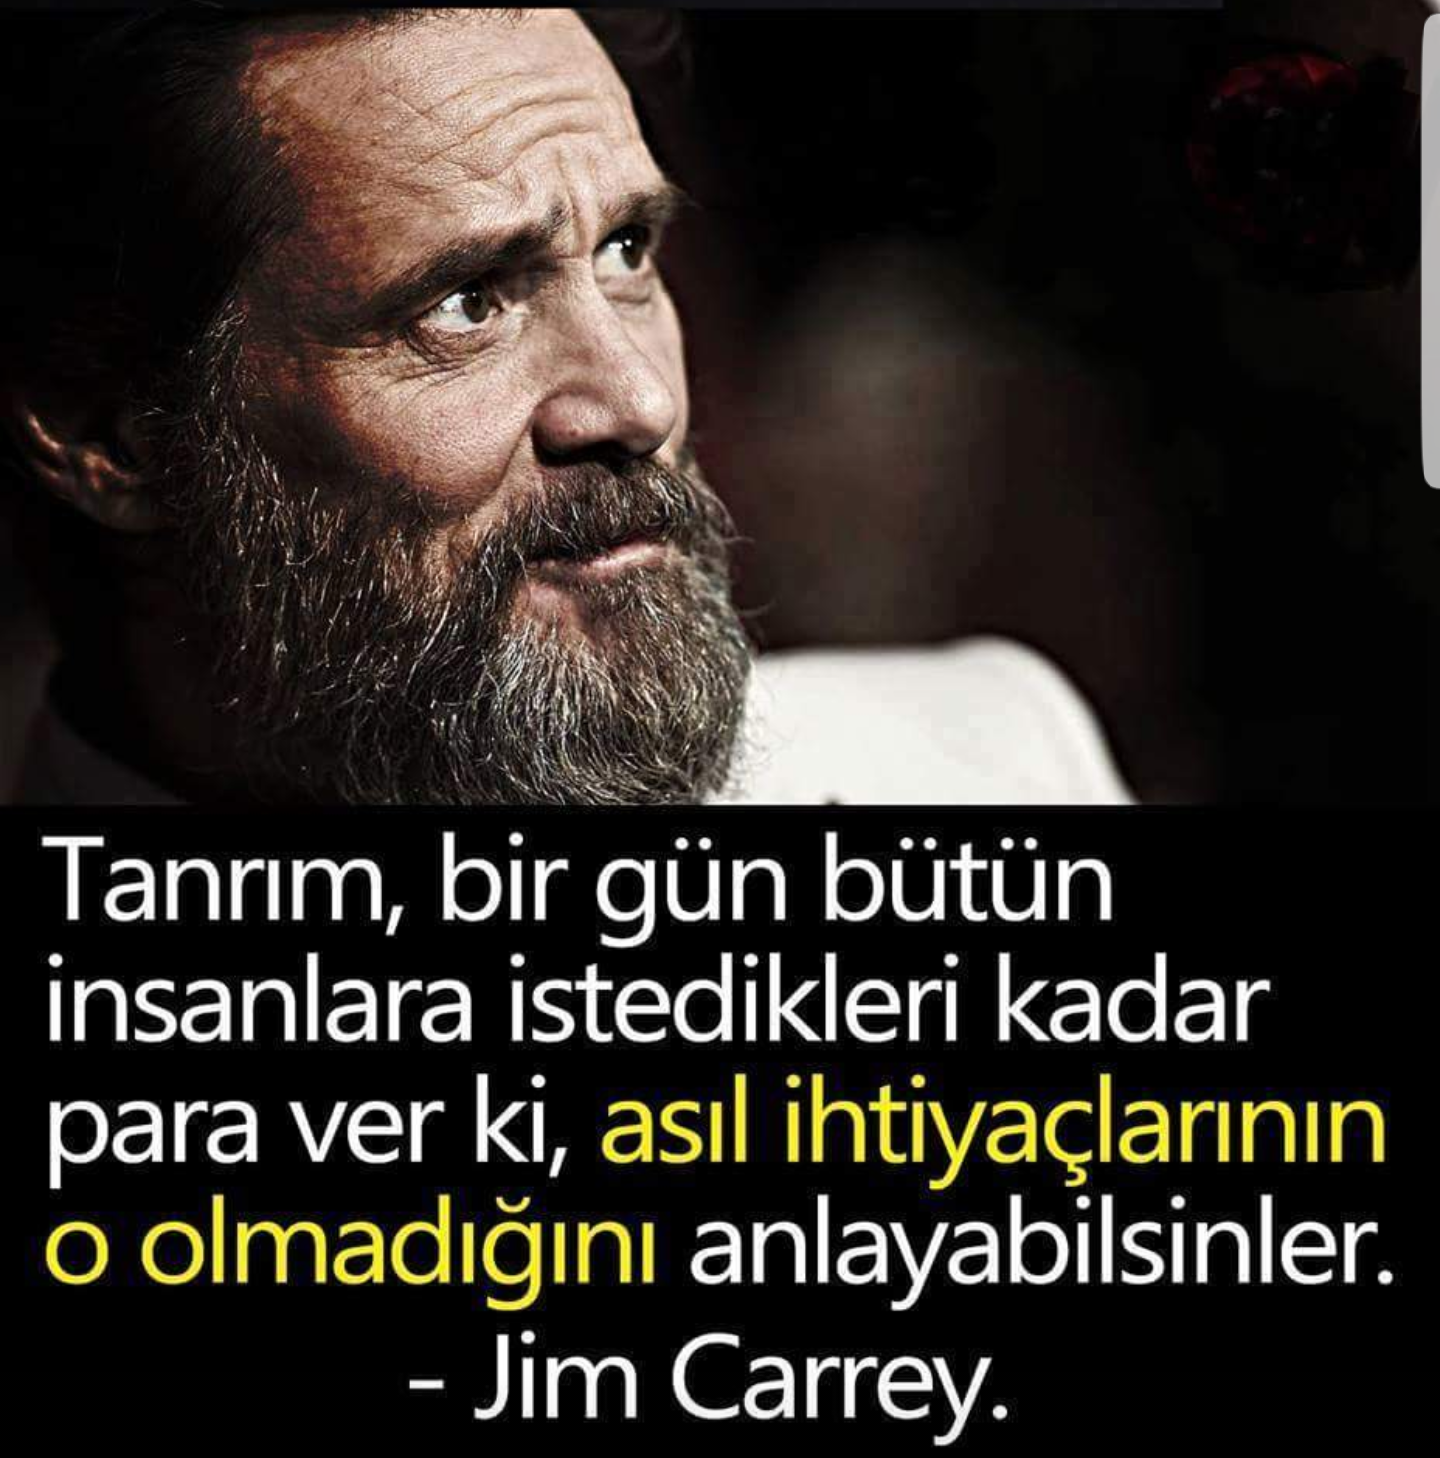 Tanrım, bir gün bütün
insanlara istedikleri kadar
para ver ki, asıl ihtiyaçlarının
o olmadığını anlayabilsinler.
- Jim Carrey.